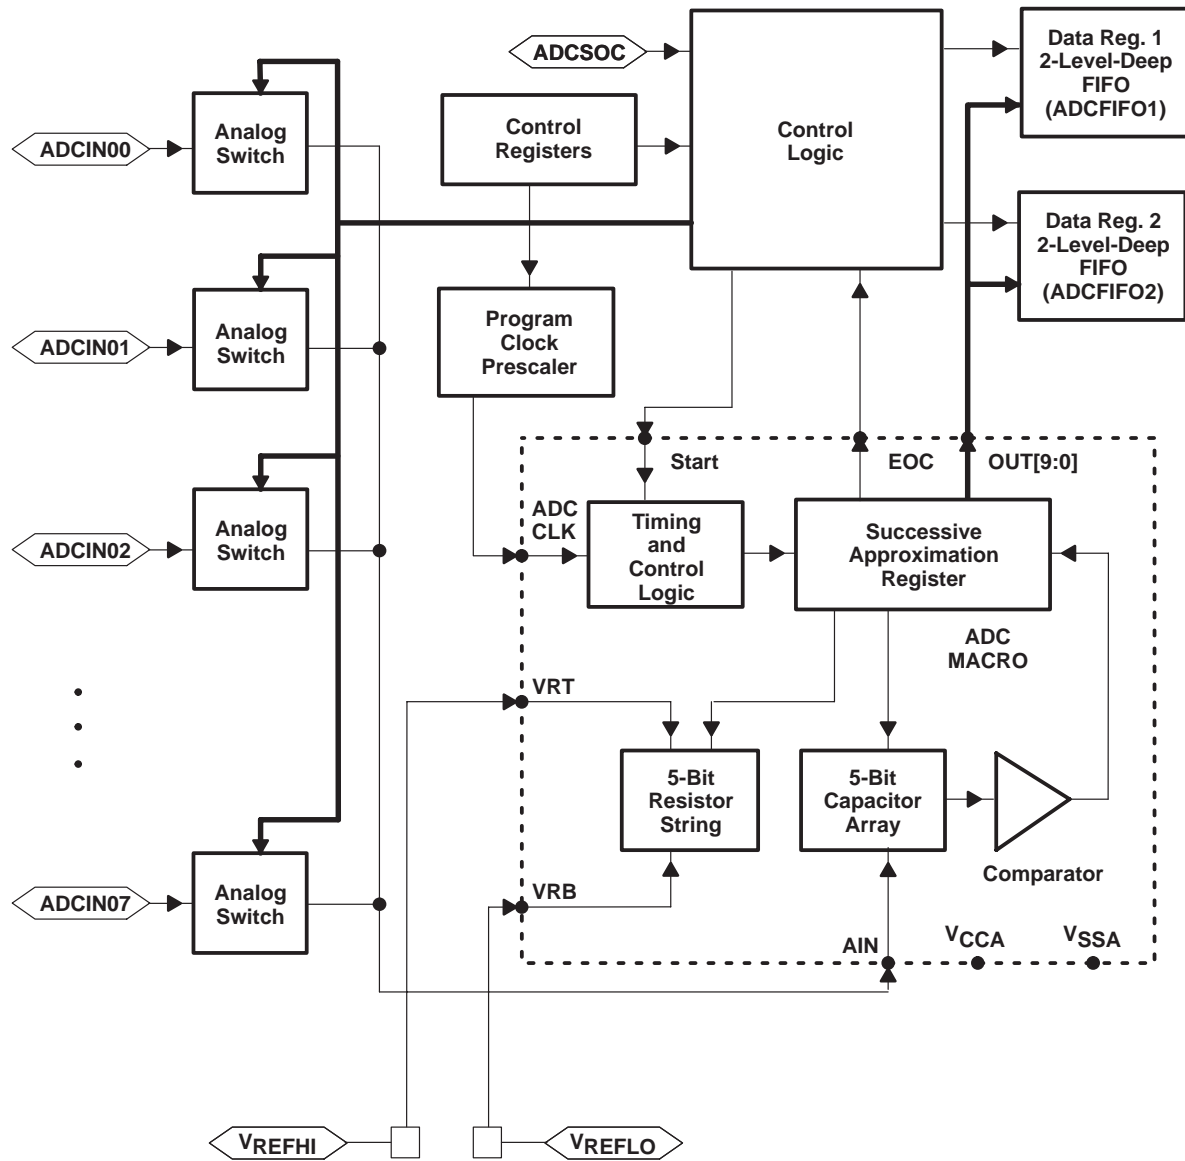 ADCSOC
Control
Logic
Data Reg. 1
2-Level-Deep
FIFO
(ADCFIFO1)
ADCIN00
Analog
Switch
Control
Registers
Data Reg. 2
2-Level-Deep
FIFO
(ADCFIFO2)
ADCIN01
Analog
Switch
Program
Clock
Prescaler
Start
EOC
OUT[9:0]
ADCIN02
Analog
Switch
ADC
CLK
Timing
and
Control
Logic
Successive
Approximation
Register
ADC
MACRO
VRT
5-Bit
Resistor
String
5-Bit
Capacitor
Array
Comparator
ADCIN07
Analog
Switch
VRB
AIN
VCCA
VSSA
VREFHI
VREFLO